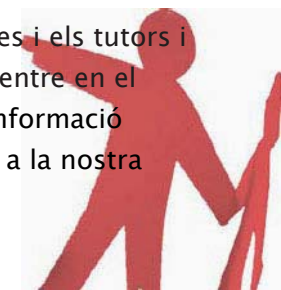 es i els tutors i
entre en el
nformació
a la nostra